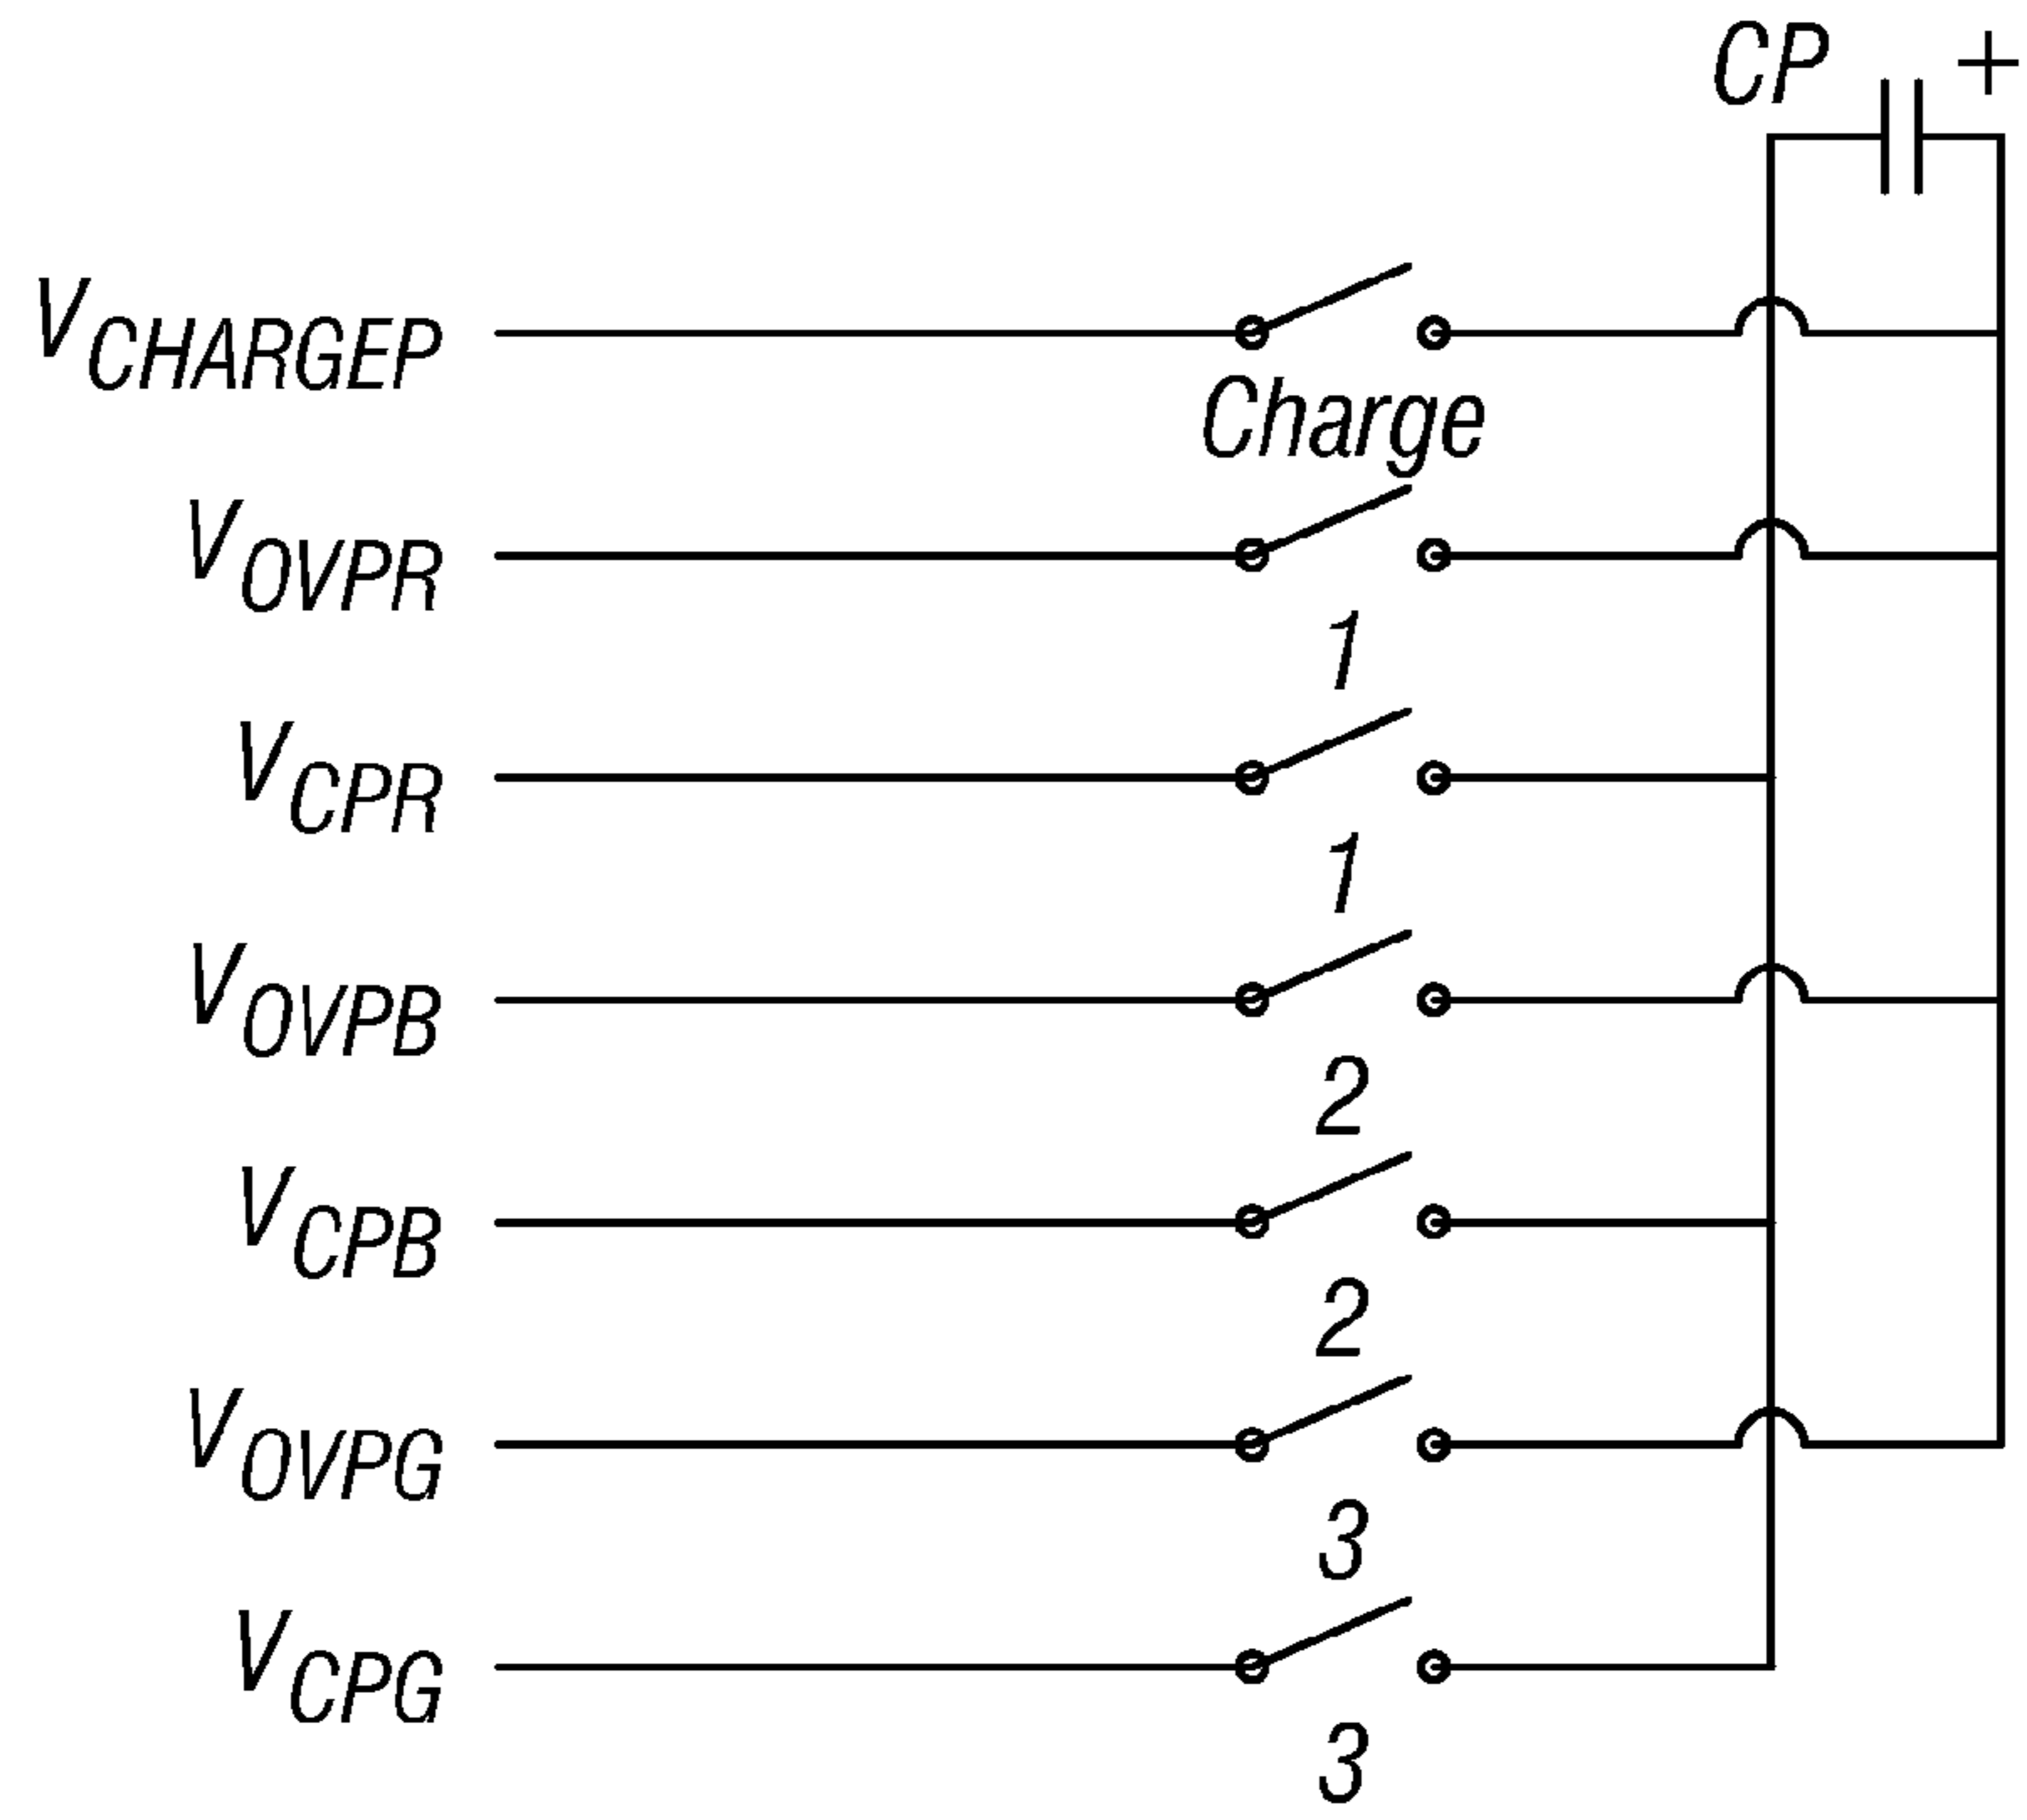 CP +
VCHARGEP
Charge
VOVPR
1
VCPR
1
VOVPB
2
VCPB
2
VOVPG
3
VCPG
3